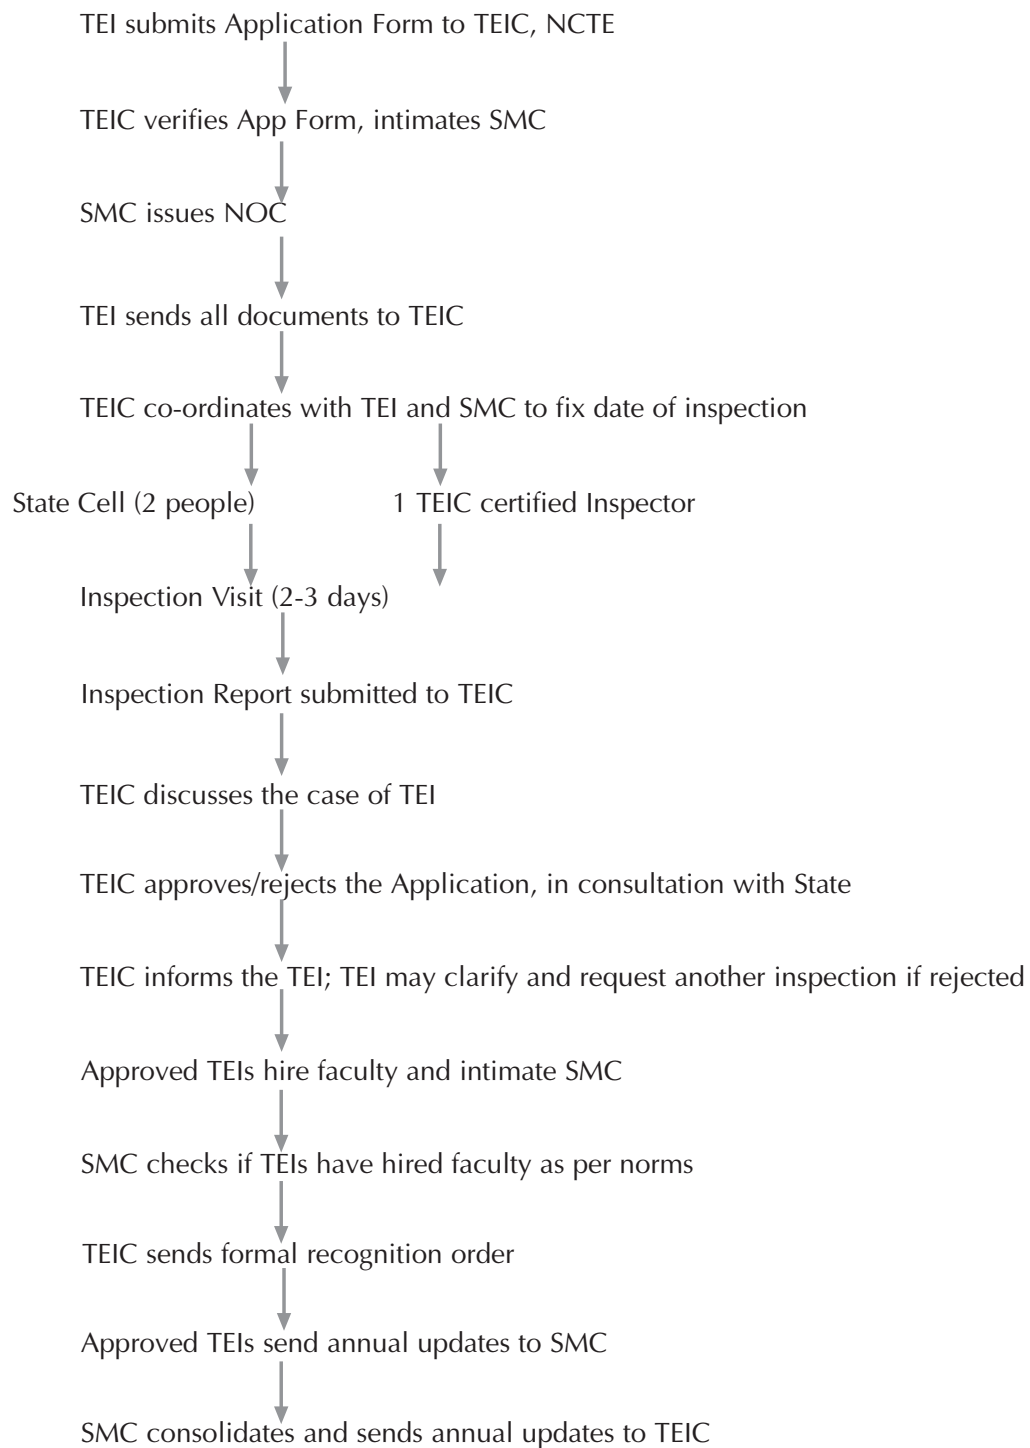 TEI submits Application Form to TEIC, NCTE
TEIC verifies App Form, intimates SMC
SMC issues NOC
TEI sends all documents to TEIC
TEIC co-ordinates with TEI and SMC to fix date of inspection
State Cell (2 people)
1 TEIC certified Inspector
Inspection Visit (2-3 days)
Inspection Report submitted to TEIC
TEIC discusses the case of TEI
TEIC approves/rejects the Application, in consultation with State
TEIC informs the TEI; TEI may clarify and request another inspection if rejected
Approved TEIs hire faculty and intimate SMC
SMC checks if TEIs have hired faculty as per norms
TEIC sends formal recognition order
Approved TEIs send annual updates to SMC
SMC consolidates and sends annual updates to TEIC